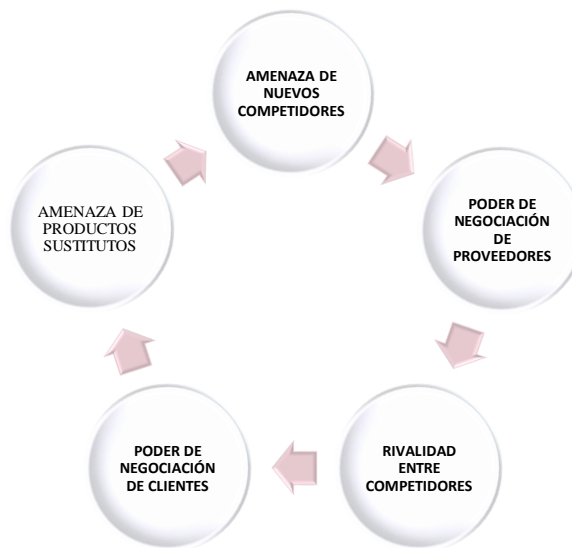 AMENAZA DE
NUEVOS
COMPETIDORES
PODER DE
NEGOCIACIÓN
DE
PROVEEDORES
RIVALIDAD
ENTRE
COMPETIDORES
PODER DE
NEGOCIACIÓN
DE CLIENTES
AMENAZA DE
PRODUCTOS
SUSTITUTOS